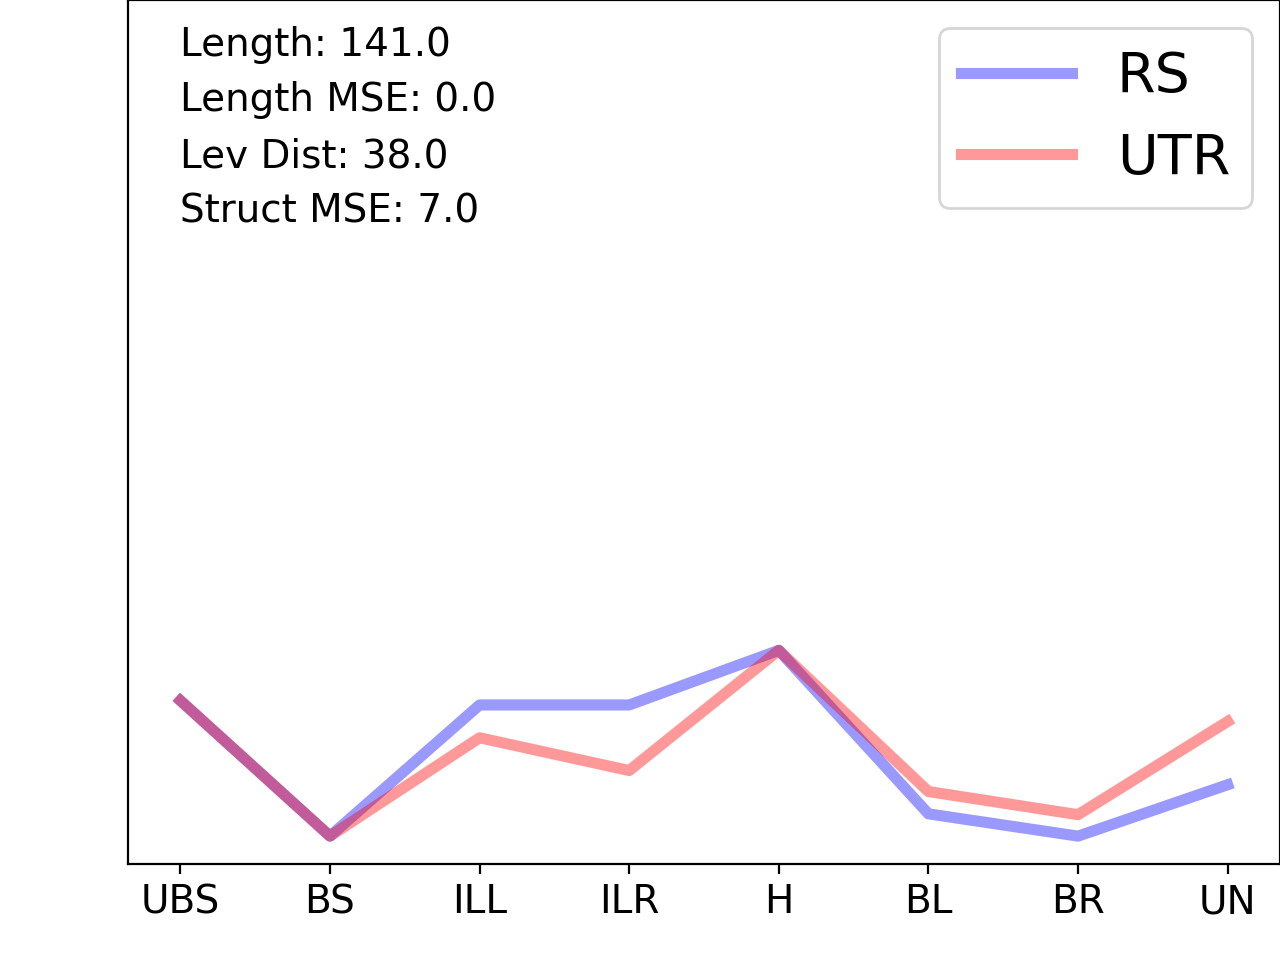 Length: 141.0
Length MSE: 0.0
Lev Dist: 38.0
Struct MSE: 7.0
RS
UTR
UBS BS ILL ILR H BL BR UN